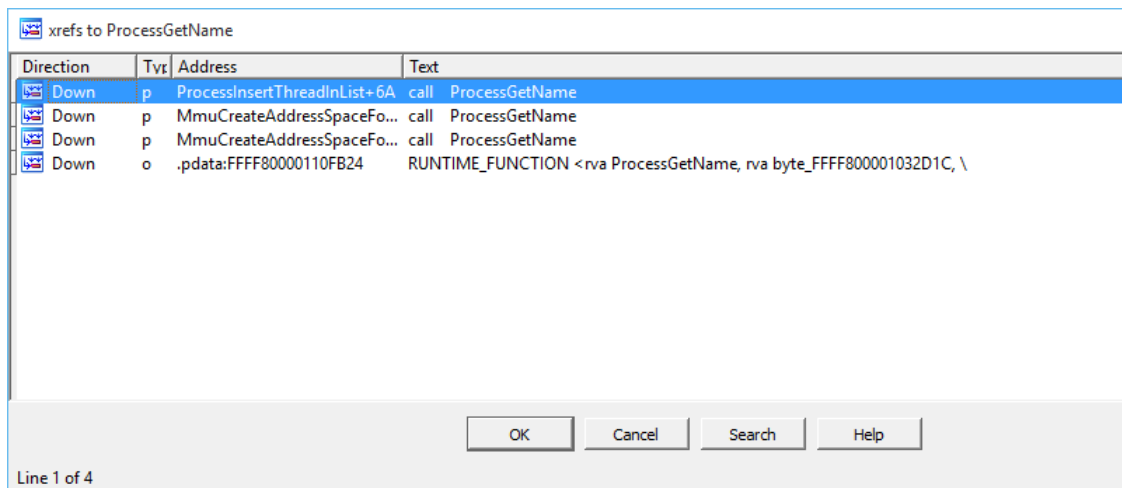 xrefs to ProcessGetName
Direction Typ Address Text
Down p ProcessInsertThreadInList+6A call ProcessGetName
Down p MmuCreateAddressSpaceFo... call ProcessGetName
Down p MmuCreateAddressSpaceFo... call ProcessGetName
Down o .pdata:FFFF80000110FB24 RUNTIME_FUNCTION <rva ProcessGetName, rva byte_FFFF800001032D1C, \
OK Cancel Search Help
Line 1 of 4